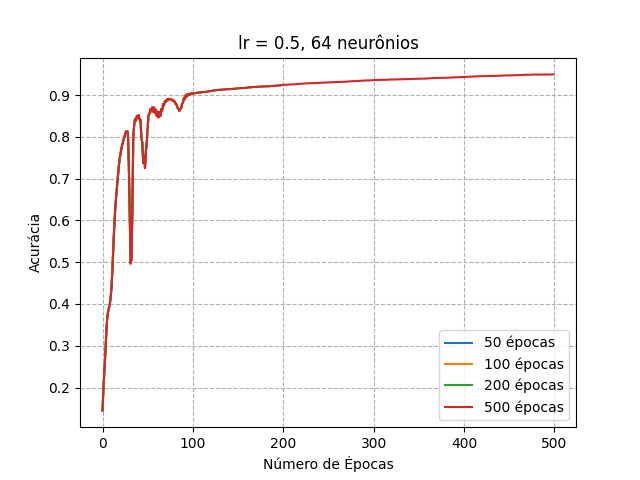 lr = 0.5, 64 neurônios
Acurácia
0.9
0.8
0.7
0.6
0.5
0.4
0.3
0.2
0 100 200 300 400 500
Número de Épocas
50 épocas
100 épocas
200 épocas
500 épocas